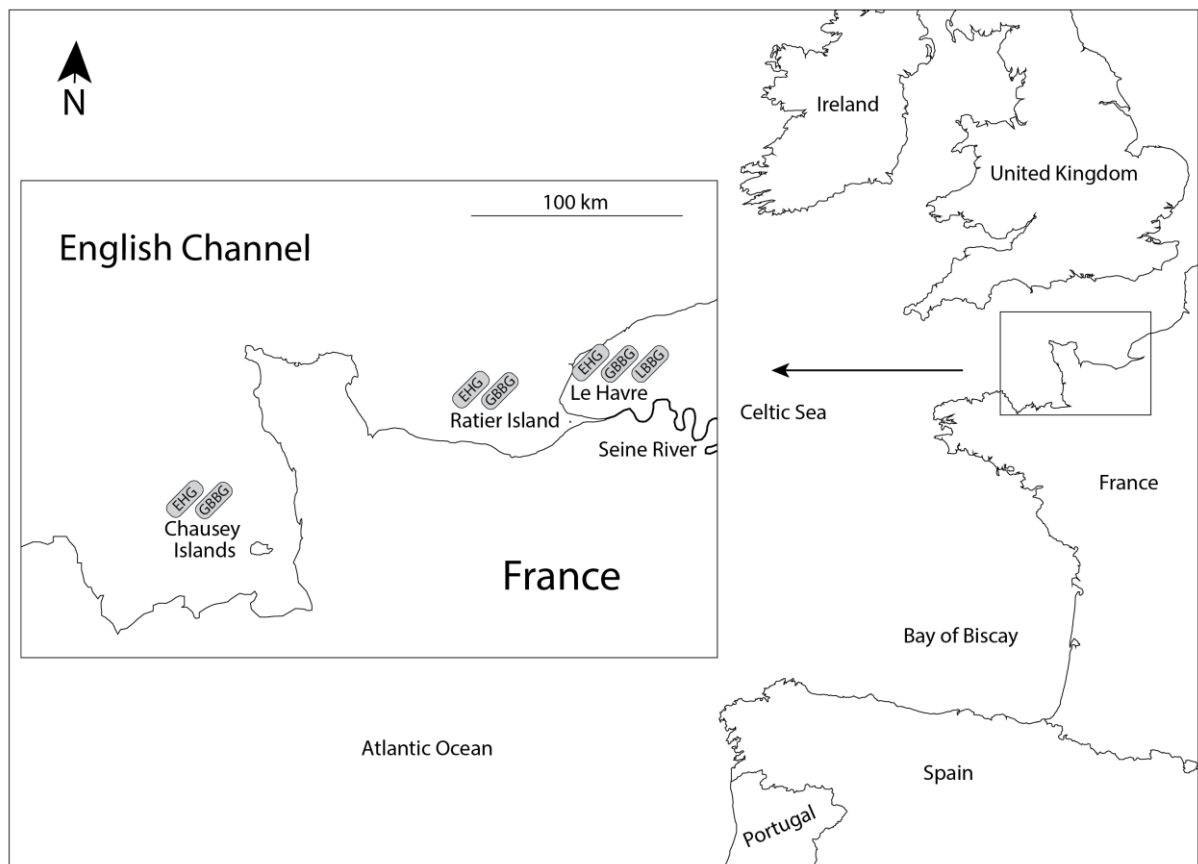 N
100 km
English Channel
EHG
GBBG
LBBG
Le Havre
EHG
GBBG
Ratier Island
Seine River
EHG
GBBG
Chausey
Islands
France
Ireland
United Kingdom
Celtic Sea
France
Bay of Biscay
Atlantic Ocean
Spain
Portugal